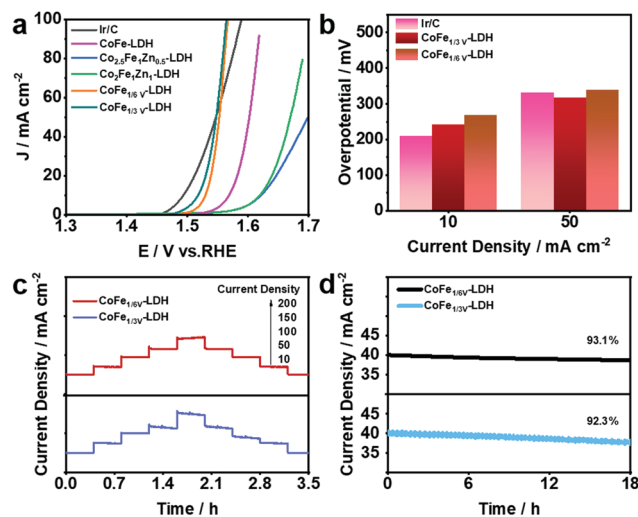 a
J / mA cm-2
100
80
60
40
20
0
Ir/C
CoFe-LDH
Co2.5Fe1Zn0.5-LDH
Co2Fe1Zn1-LDH
CoFe1/6 V-LDH
CoFe1/3 V-LDH
1.3 1.4 1.5 1.6 1.7
E / V vs.RHE
b
Overpotential / mV
500
400
300
200
100
0
Ir/C
CoFe1/3 V-LDH
CoFe1/6 V-LDH
10 50
Current Density / mA cm-2
c
Current Density / mA cm-2
CoFe1/6V-LDH
CoFe1/3V-LDH
Current Density
200
150
100
50
10
0.0 0.7 1.4 2.1 2.8 3.5
Time / h
d
Current Density / mA cm-2
CoFe1/6V-LDH
CoFe1/3V-LDH
45
40
35
93.1%
45
40
35
92.3%
0 6 12 18
Time / h